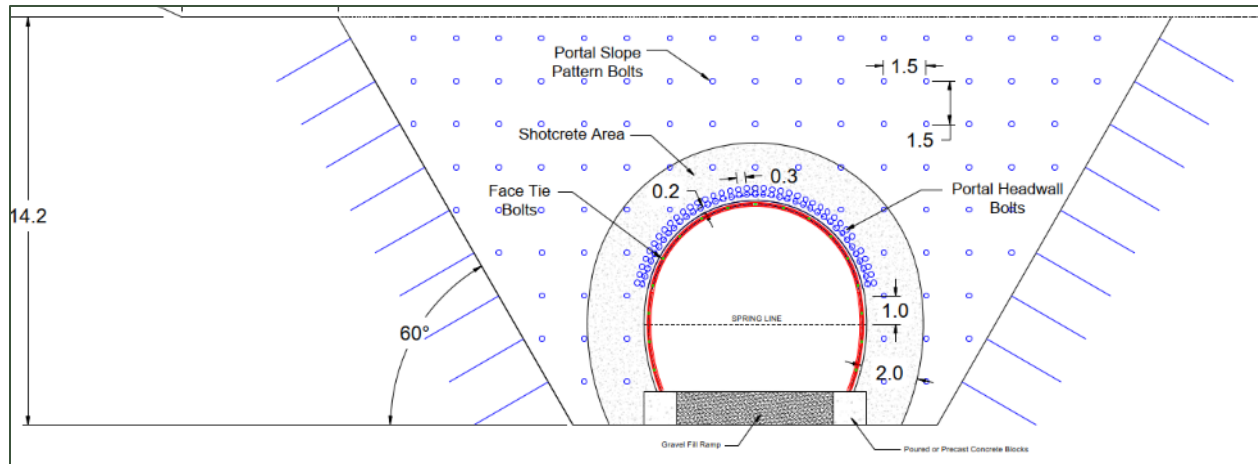 Portal Slope
Pattern Bolts
1.5
1.5
Shotcrete Area
0.3
Face Tie
Bolts
0.2
Portal Headwall
Bolts
14.2
1.0
SPRING LINE
60°
2.0
Gravel Fill Ramp
Poured or Precast Concrete Blocks